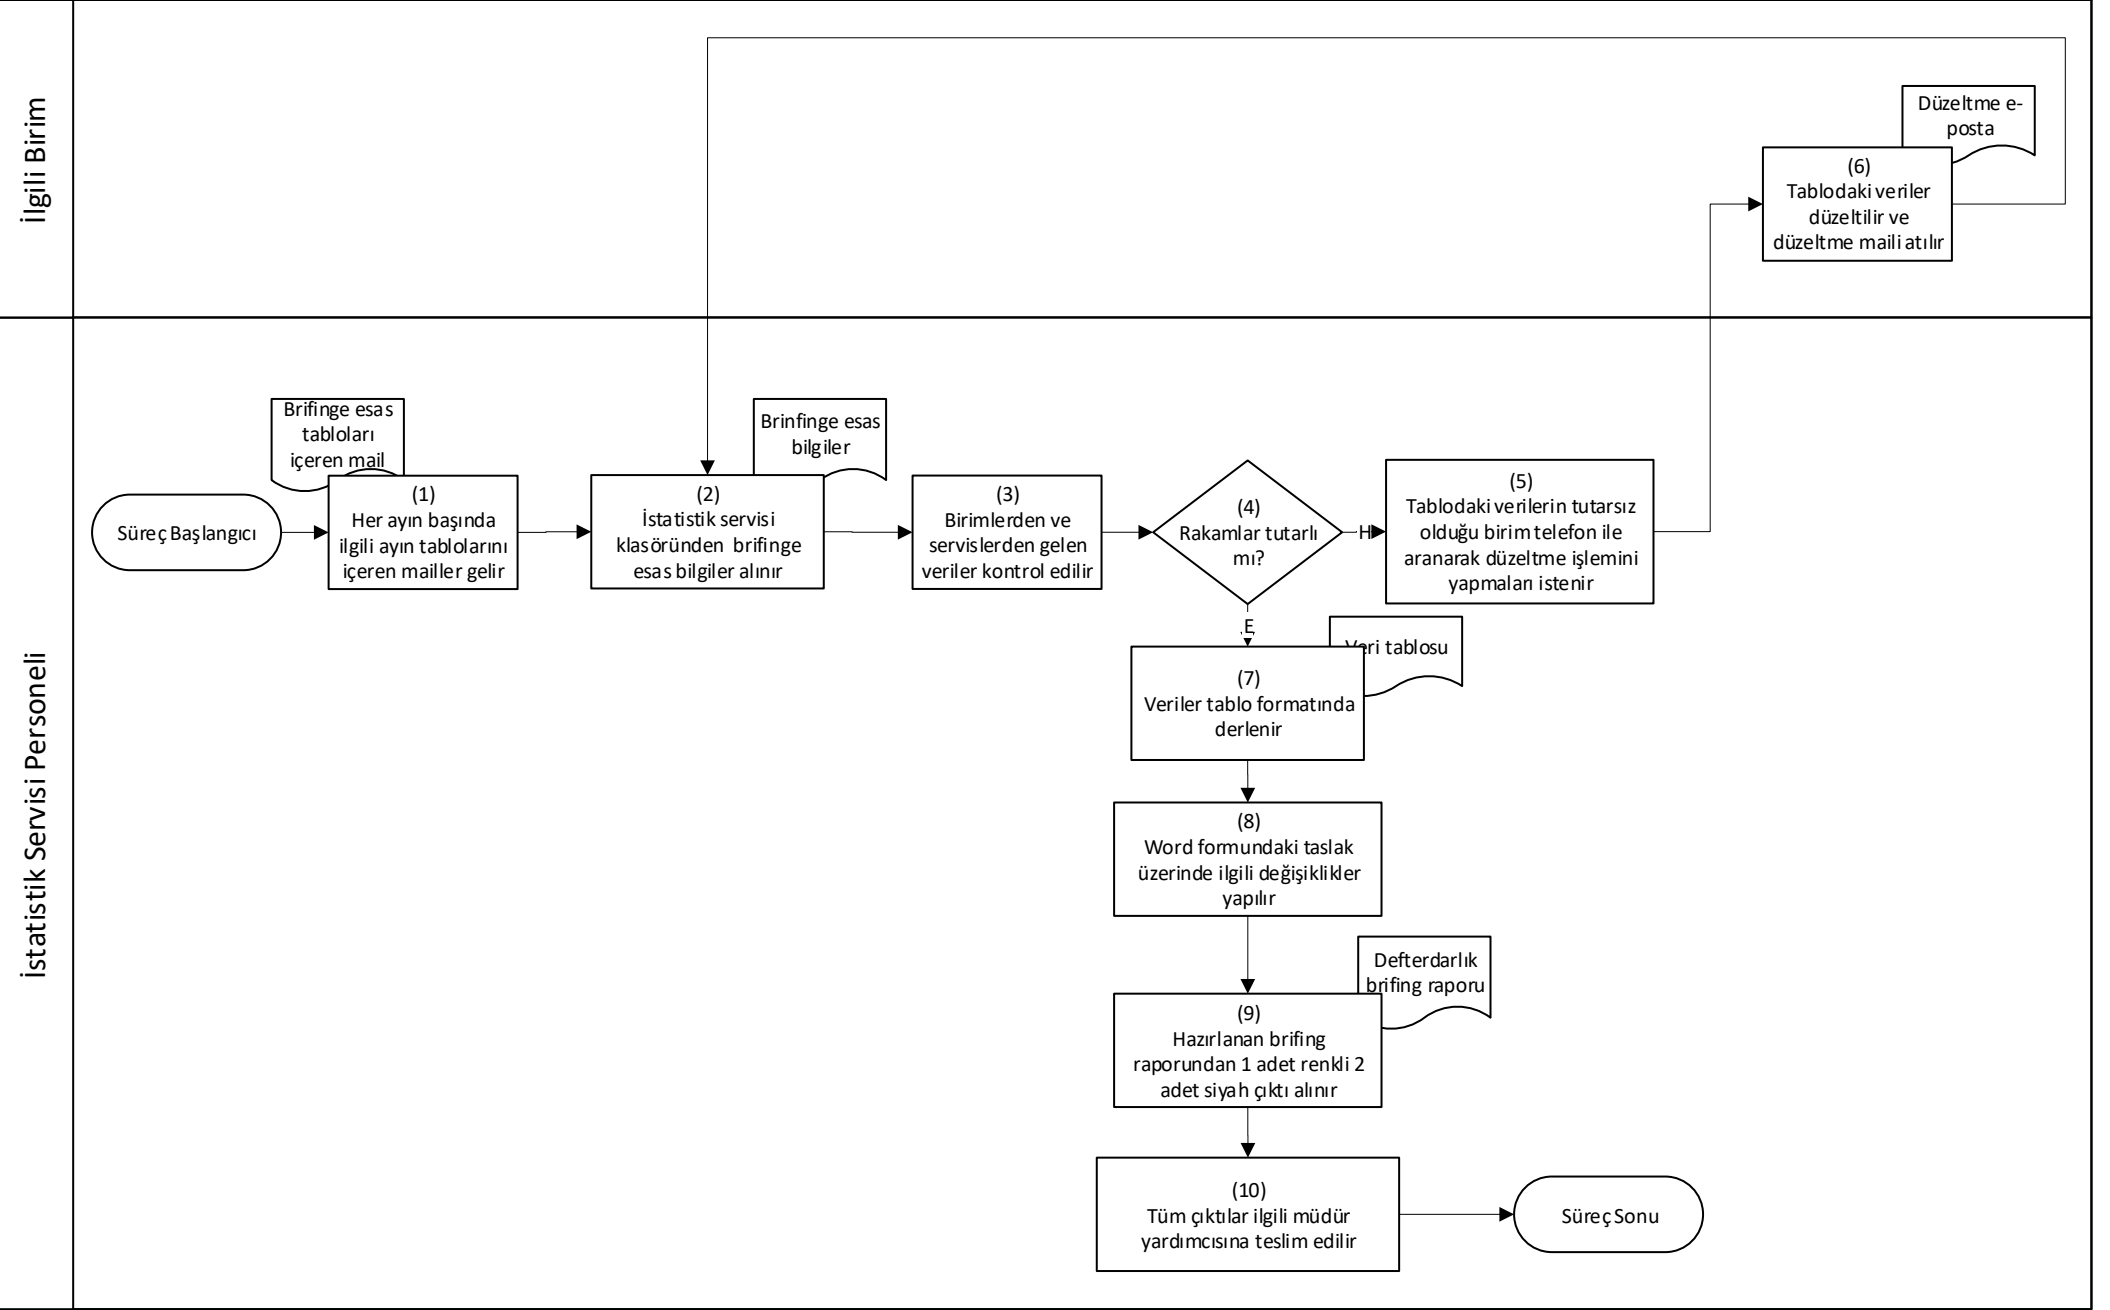 İlgili Birim
Düzeltme e-
posta
(6)
Tablodaki veriler
düzeltilir ve
düzeltme maili atılır
İstatistik Servisi Personeli
Süreç Başlangıcı
Brifinge esas
tabloları
içeren mail
(1)
Her ayın başında
ilgili ayın tablolarını
içeren mailler gelir
Brinfinge esas
bilgiler
(2)
İstatistik servisi
klasöründen brifinge
esas bilgiler alınır
(3)
Birimlerden ve
servislerden gelen
veriler kontrol edilir
(4)
Rakamlar tutarlı
mı?
H
(5)
Tablodaki verilerin tutarsız
olduğu birim telefon ile
aranarak düzeltme işlemini
yapmaları istenir
E
Veri tablosu
(7)
Veriler tablo formatında
derlenir
(8)
Word formundaki taslak
üzerinde ilgili değişiklikler
yapılır
Defterdarlık
brifing raporu
(9)
Hazırlanan brifing
raporundan 1 adet renkli 2
adet siyah çıktı alınır
(10)
Tüm çıktılar ilgili müdür
yardımcısına teslim edilir
Süreç Sonu